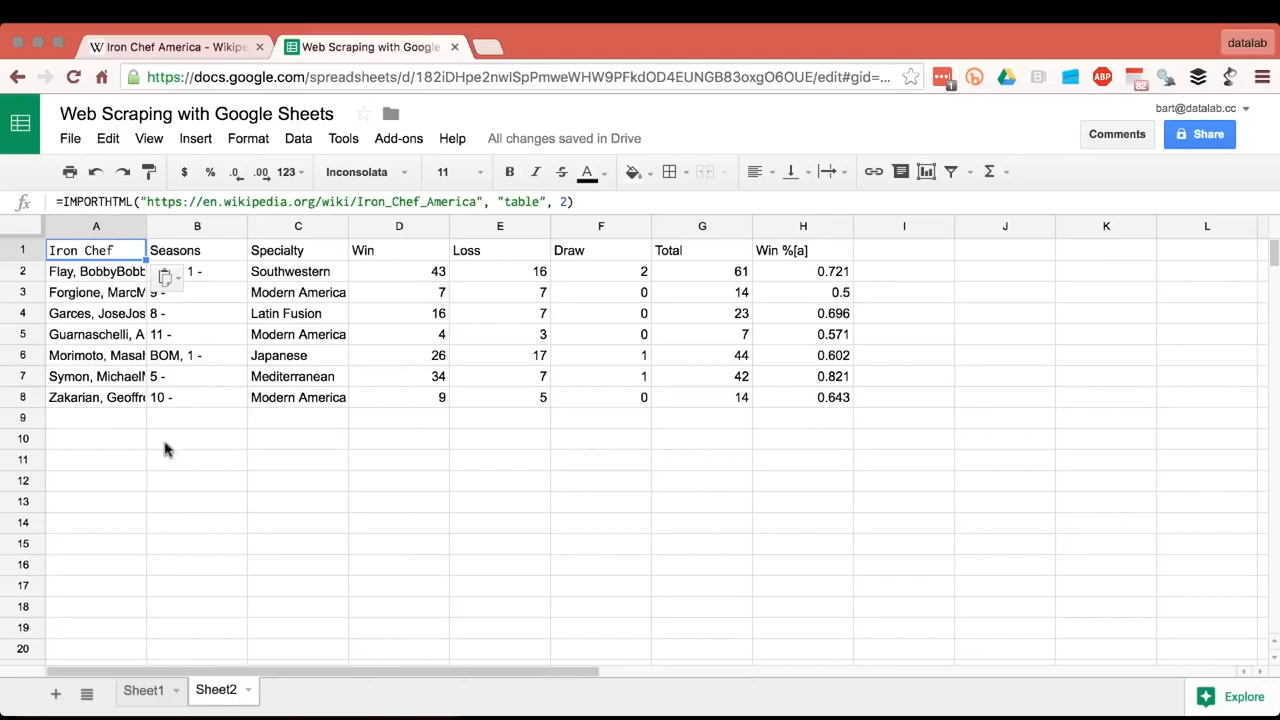 Iron Chef America - Wikipe
Web Scraping with Google
datalab
https://docs.google.com/spreadsheets/d/182iDHpe2nwlSpPmweWHW9PFkdOD4EUNGB83oxgO6OUE/edit#gid=...
Web Scraping with Google Sheets
bart@datalab.cc
File Edit View Insert Format Data Tools Add-ons Help All changes saved in Drive
Comments Share
$ % .0 .00 123 Inconsolata 11 B I S A
fx =IMPORTHTML("https://en.wikipedia.org/wiki/Iron_Chef_America", "table", 2)
A B C D E F G H I J K L
1 Iron Chef Seasons Specialty Win Loss Draw Total Win %[a]
2 Flay, BobbyBobb 1 - Southwestern 43 16 2 61 0.721
3 Forgione, MarcM 9 - Modern America 7 7 0 14 0.5
4 Garces, JoseJos 8 - Latin Fusion 16 7 0 23 0.696
5 Guarnaschelli, A 11 - Modern America 4 3 0 7 0.571
6 Morimoto, Masah BOM, 1 - Japanese 26 17 1 44 0.602
7 Symon, MichaelM 5 - Mediterranean 34 7 1 42 0.821
8 Zakarian, Geoffre 10 - Modern America 9 5 0 14 0.643
9
10
11
12
13
14
15
16
17
18
19
20
Sheet1 Sheet2 Explore